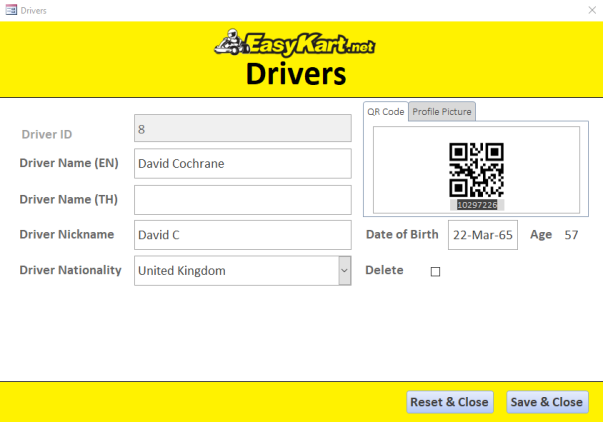 Drivers
EasyKart.net
Drivers
QR Code Profile Picture
Driver ID 8
10297226
Driver Name (EN) David Cochrane
Driver Name (TH)
Driver Nickname David C
Date of Birth 22-Mar-65 Age 57
Driver Nationality United Kingdom
Delete
Reset & Close Save & Close